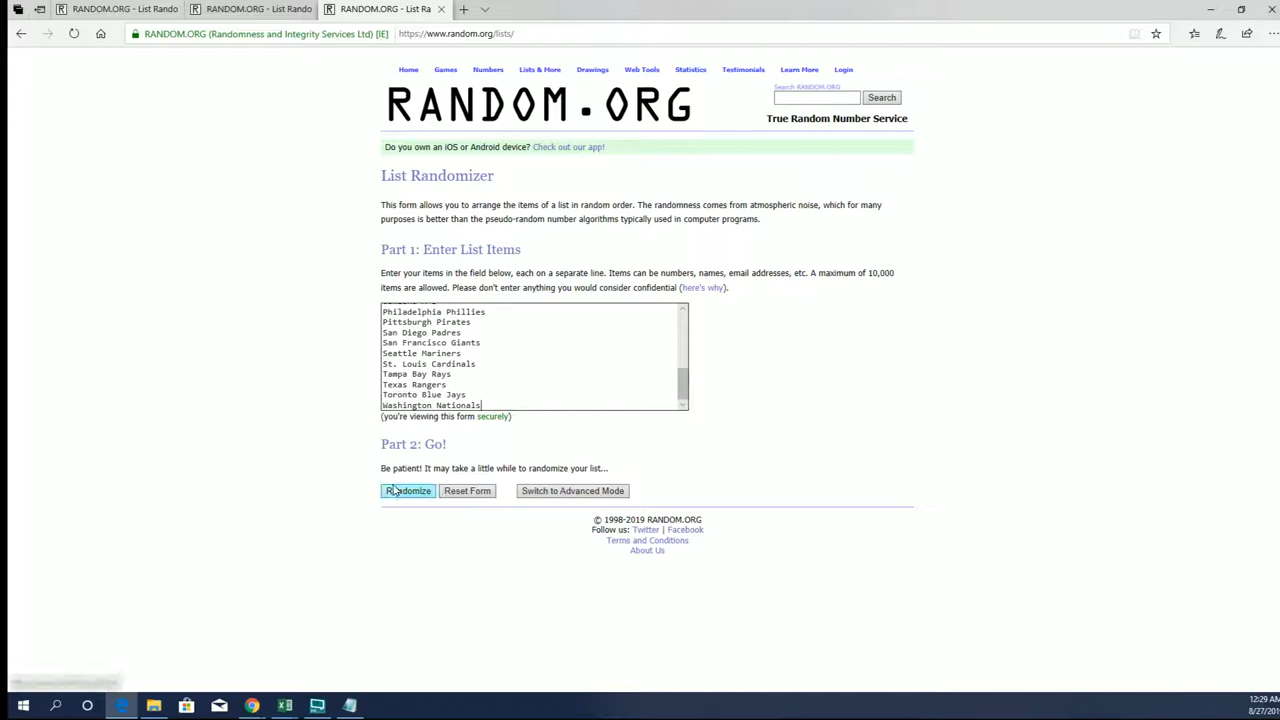 RANDOM.ORG - List Rando
RANDOM.ORG - List Rando
RANDOM.ORG - List Ra
RANDOM.ORG (Randomness and Integrity Services Ltd) [IE]
https://www.random.org/lists/
Home Games Numbers Lists & More Drawings Web Tools Statistics Testimonials Learn More Login
RANDOM.ORG
Search RANDOM.ORG
Search
True Random Number Service
Do you own an iOS or Android device? Check out our app!
List Randomizer
This form allows you to arrange the items of a list in random order. The randomness comes from atmospheric noise, which for many
purposes is better than the pseudo-random number algorithms typically used in computer programs.
Part 1: Enter List Items
Enter your items in the field below, each on a separate line. Items can be numbers, names, email addresses, etc. A maximum of 10,000
items are allowed. Please don't enter anything you would consider confidential (here's why).
Philadelphia Phillies
Pittsburgh Pirates
San Diego Padres
San Francisco Giants
Seattle Mariners
St. Louis Cardinals
Tampa Bay Rays
Texas Rangers
Toronto Blue Jays
Washington Nationals
(you're viewing this form securely)
Part 2: Go!
Be patient! It may take a little while to randomize your list...
Randomize Reset Form Switch to Advanced Mode
© 1998-2019 RANDOM.ORG
Follow us: Twitter | Facebook
Terms and Conditions
About Us
12:29 AM
8/27/201